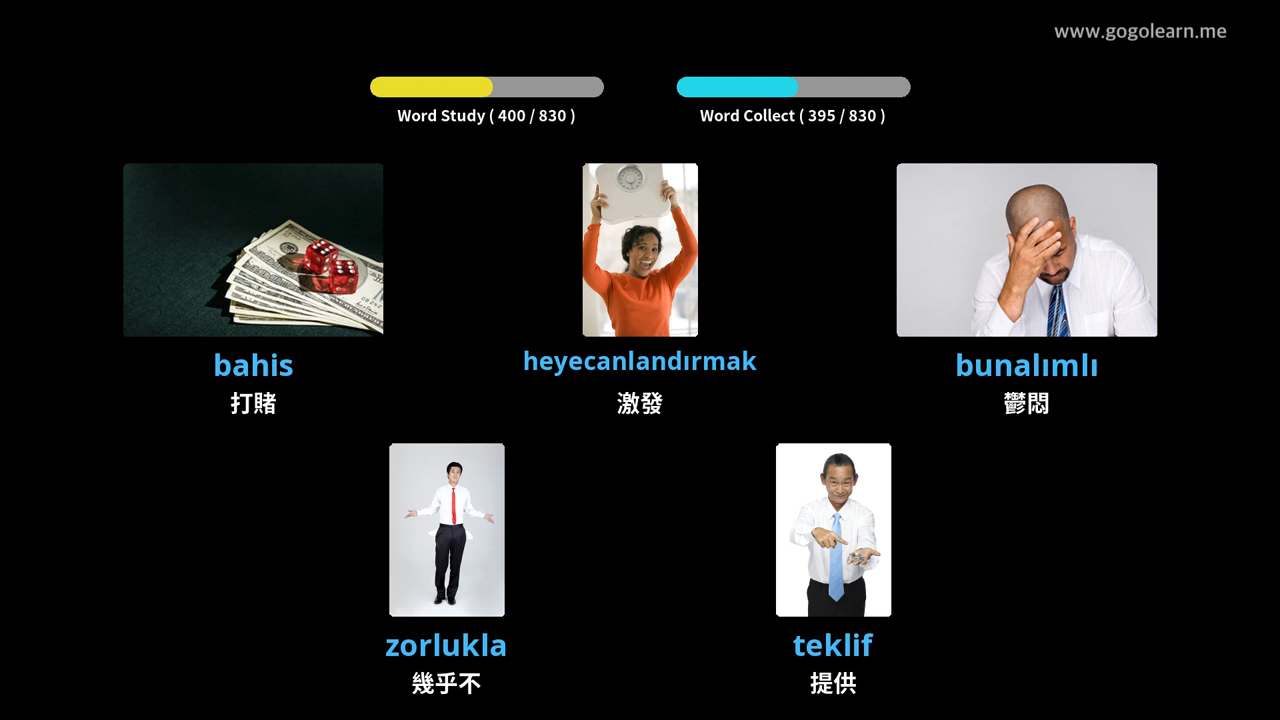 www.gogolearn.me
Word Study ( 400 / 830 )
Word Collect ( 395 / 830 )
bahis
打賭
heyecanlandırmak
激發
bunalımlı
鬱悶
zorlukla
幾乎不
teklif
提供